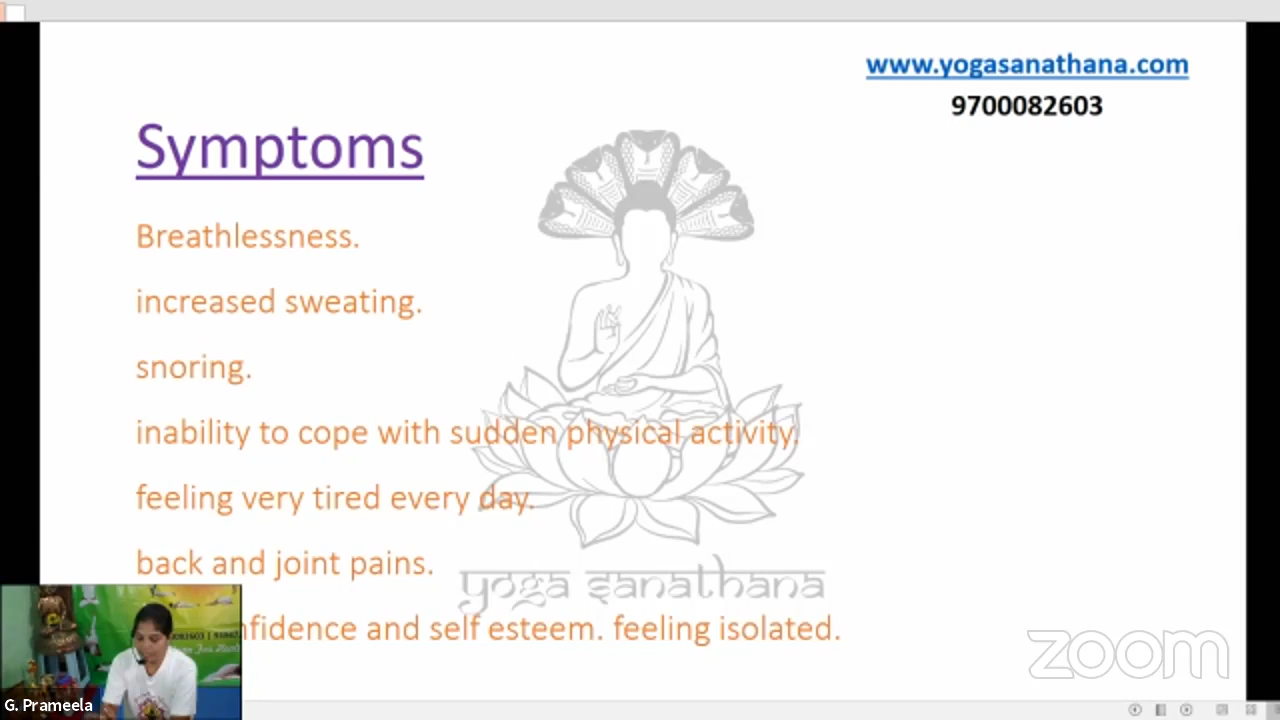 www.yogasanathana.com
9700082603
Symptoms
Breathlessness.
increased sweating.
snoring.
inability to cope with sudden physical activity.
feeling very tired every day.
back and joint pains.
and self esteem. feeling isolated.
yoga sanathana
zoom
G. Prameela